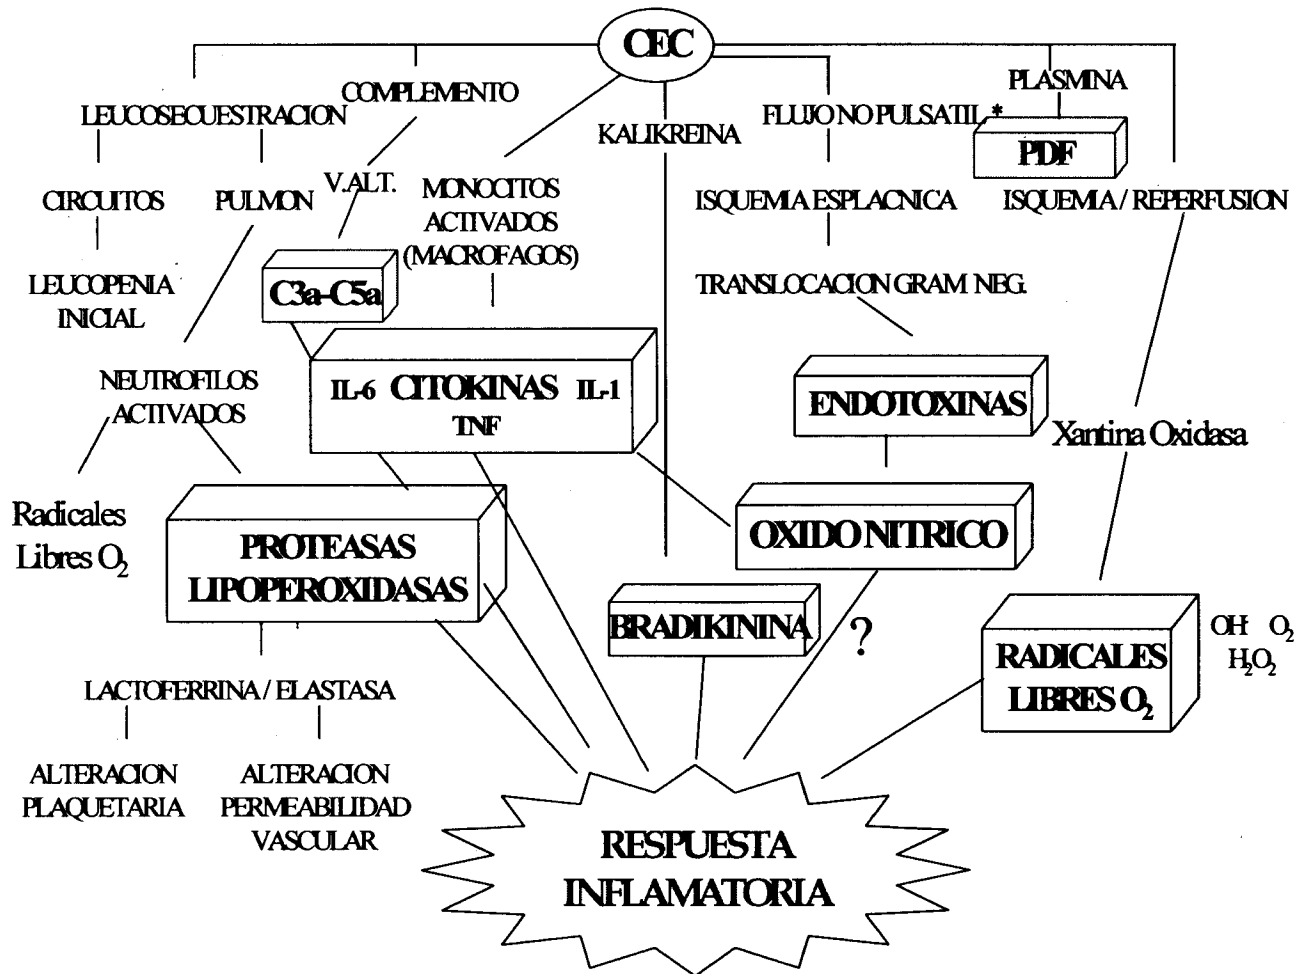 CEC
PLASMINA
COMPLEMENTO
LEUCOSECUESTRACION
FLUJO NO PULSATIL *
KALIKREINA
PDF
V.ALT.
MONOCITOS
ACTIVADOS
(MACROFAGOS)
CIRCUITOS
PULMON
ISQUEMIA ESPLACNICA
ISQUEMIA / REPERFUSION
LEUCOPENIA
INICIAL
C3a-C5a
TRANSLOCACION GRAM NEG.
NEUTROFILOS
ACTIVADOS
IL-6 CITOKINAS IL-1
TNF
ENDOTOXINAS
Xantina Oxidasa
Radicales
Libres O₂
PROTEASAS
LIPOPEROXIDASAS
OXIDO NITRICO
BRADIKININA
?
RADICALES
LIBRES O₂
OH· O₂
H₂O₂
LACTOFERRINA / ELASTASA
ALTERACION
PLAQUETARIA
ALTERACION
PERMEABILIDAD
VASCULAR
RESPUESTA
INFLAMATORIA